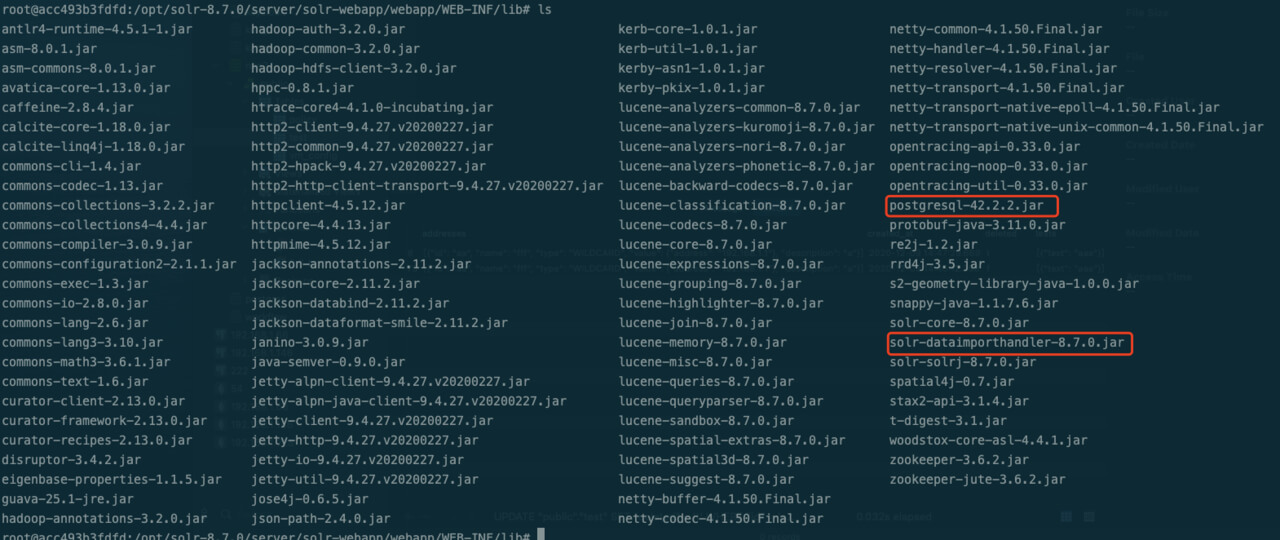 root@acc493b3fdfd:/opt/solr-8.7.0/server/solr-webapp/webapp/WEB-INF/lib# ls
antlr4-runtime-4.5.1-1.jar hadoop-auth-3.2.0.jar kerb-core-1.0.1.jar netty-common-4.1.50.Final.jar
asm-8.0.1.jar hadoop-common-3.2.0.jar kerb-util-1.0.1.jar netty-handler-4.1.50.Final.jar
asm-commons-8.0.1.jar hadoop-hdfs-client-3.2.0.jar kerby-asn1-1.0.1.jar netty-resolver-4.1.50.Final.jar
avatica-core-1.13.0.jar hppc-0.8.1.jar kerby-pkix-1.0.1.jar netty-transport-4.1.50.Final.jar
caffeine-2.8.4.jar htrace-core4-4.1.0-incubating.jar lucene-analyzers-common-8.7.0.jar netty-transport-native-epoll-4.1.50.Final.jar
calcite-core-1.18.0.jar http2-client-9.4.27.v20200227.jar lucene-analyzers-kuromoji-8.7.0.jar netty-transport-native-unix-common-4.1.50.Final.jar
calcite-linq4j-1.18.0.jar http2-common-9.4.27.v20200227.jar lucene-analyzers-nori-8.7.0.jar opentracing-api-0.33.0.jar
commons-cli-1.4.jar http2-hpack-9.4.27.v20200227.jar lucene-analyzers-phonetic-8.7.0.jar opentracing-noop-0.33.0.jar
commons-codec-1.13.jar http2-http-client-transport-9.4.27.v20200227.jar lucene-backward-codecs-8.7.0.jar opentracing-util-0.33.0.jar
commons-collections-3.2.2.jar httpclient-4.5.12.jar lucene-classification-8.7.0.jar postgresql-42.2.2.jar
commons-collections4-4.4.jar httpcore-4.4.13.jar lucene-codecs-8.7.0.jar protobuf-java-3.11.0.jar
commons-compiler-3.0.9.jar httpmime-4.5.12.jar lucene-core-8.7.0.jar re2j-1.2.jar
commons-configuration2-2.1.1.jar jackson-annotations-2.11.2.jar lucene-expressions-8.7.0.jar rrd4j-3.5.jar
commons-exec-1.3.jar jackson-core-2.11.2.jar lucene-grouping-8.7.0.jar s2-geometry-library-java-1.0.0.jar
commons-io-2.8.0.jar jackson-databind-2.11.2.jar lucene-highlighter-8.7.0.jar snappy-java-1.1.7.6.jar
commons-lang-2.6.jar jackson-dataformat-smile-2.11.2.jar lucene-join-8.7.0.jar solr-core-8.7.0.jar
commons-lang3-3.10.jar janino-3.0.9.jar lucene-memory-8.7.0.jar solr-dataimporthandler-8.7.0.jar
commons-math3-3.6.1.jar java-semver-0.9.0.jar lucene-misc-8.7.0.jar solr-solrj-8.7.0.jar
commons-text-1.6.jar jetty-alpn-client-9.4.27.v20200227.jar lucene-queries-8.7.0.jar spatial4j-0.7.jar
curator-client-2.13.0.jar jetty-alpn-java-client-9.4.27.v20200227.jar lucene-queryparser-8.7.0.jar stax2-api-3.1.4.jar
curator-framework-2.13.0.jar jetty-client-9.4.27.v20200227.jar lucene-sandbox-8.7.0.jar t-digest-3.1.jar
curator-recipes-2.13.0.jar jetty-http-9.4.27.v20200227.jar lucene-spatial-extras-8.7.0.jar woodstox-core-asl-4.4.1.jar
disruptor-3.4.2.jar jetty-io-9.4.27.v20200227.jar lucene-spatial3d-8.7.0.jar zookeeper-3.6.2.jar
eigenbase-properties-1.1.5.jar jetty-util-9.4.27.v20200227.jar lucene-suggest-8.7.0.jar zookeeper-jute-3.6.2.jar
guava-25.1-jre.jar jose4j-0.6.5.jar netty-buffer-4.1.50.Final.jar
hadoop-annotations-3.2.0.jar json-path-2.4.0.jar netty-codec-4.1.50.Final.jar
root@acc493b3fdfd:/opt/solr-8.7.0/server/solr-webapp/webapp/WEB-INF/lib#